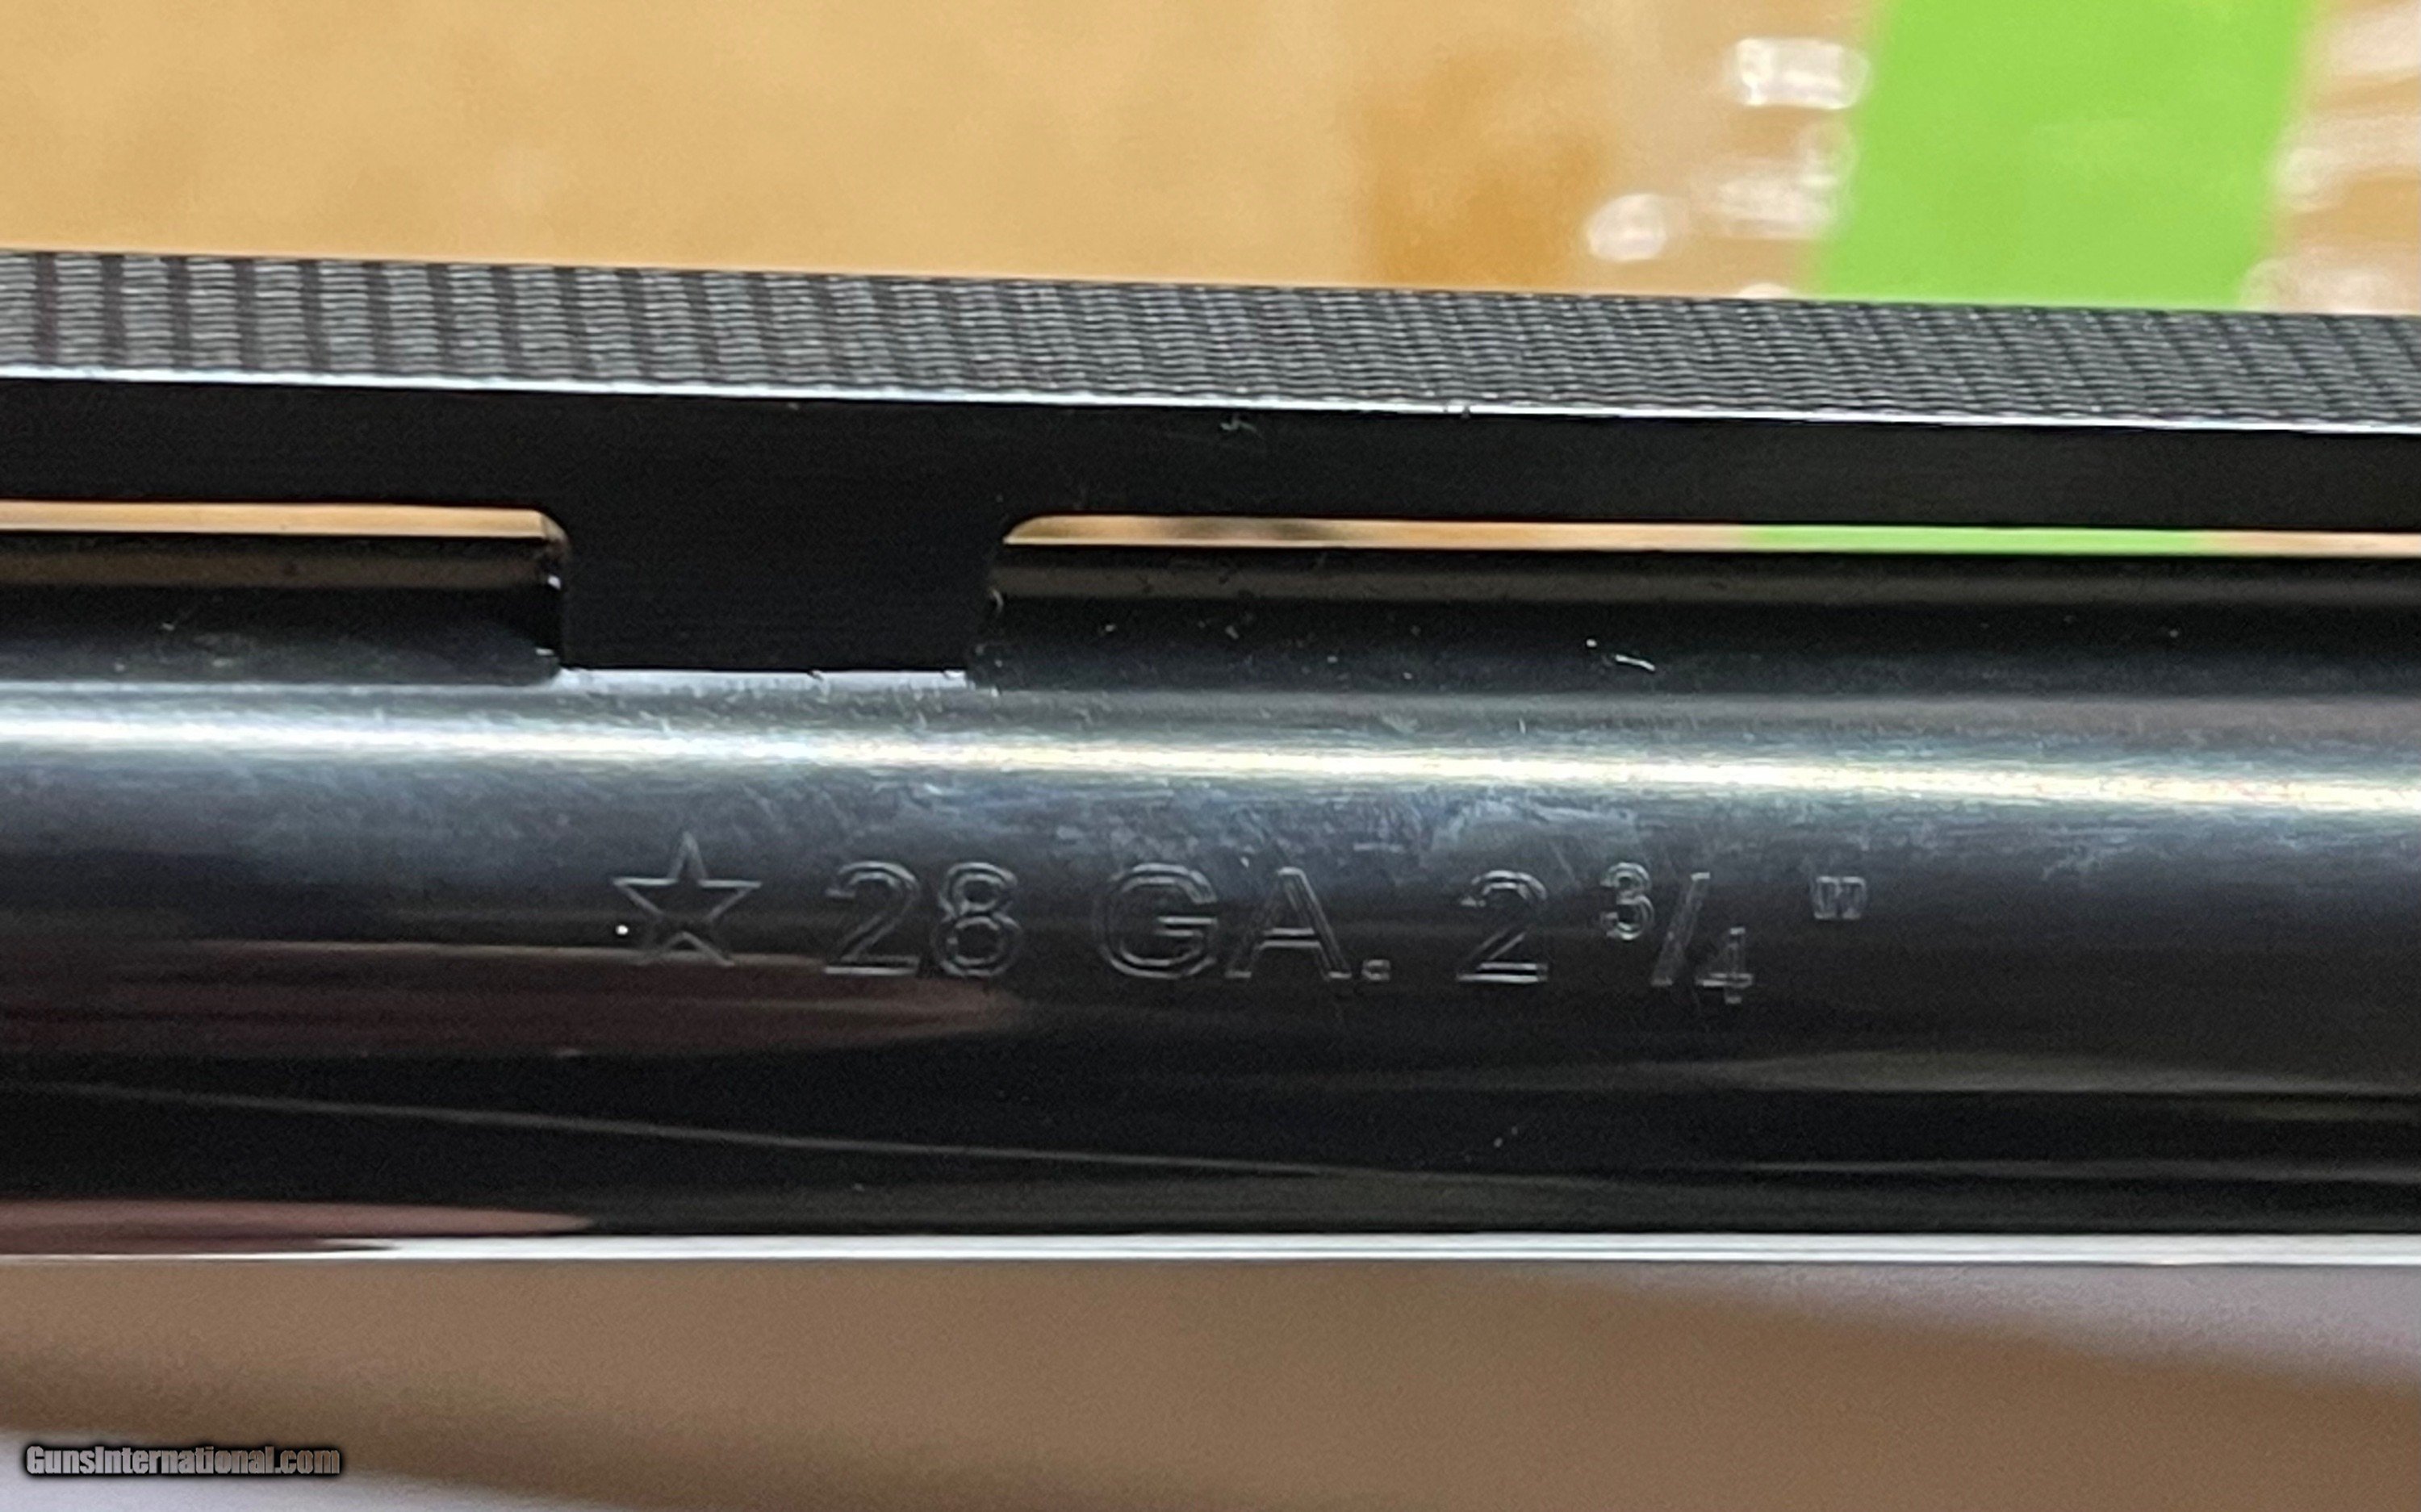 ☆ 28 GA. 2 3/4 "
GunsInternational.com